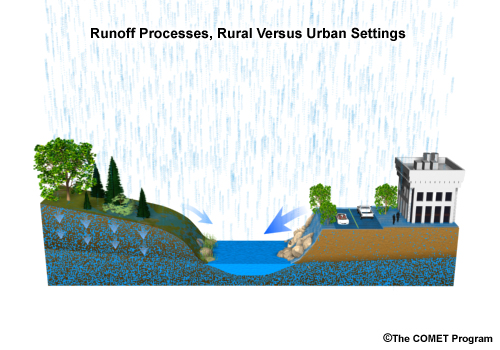 Runoff Processes, Rural Versus Urban Settings
©The COMET Program